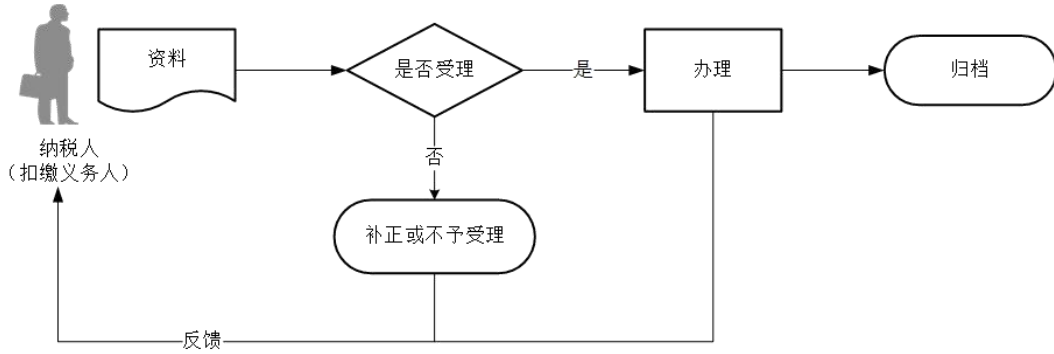 资料
是否受理
是
办理
归档
纳税人
（扣缴义务人）
否
补正或不予受理
反馈